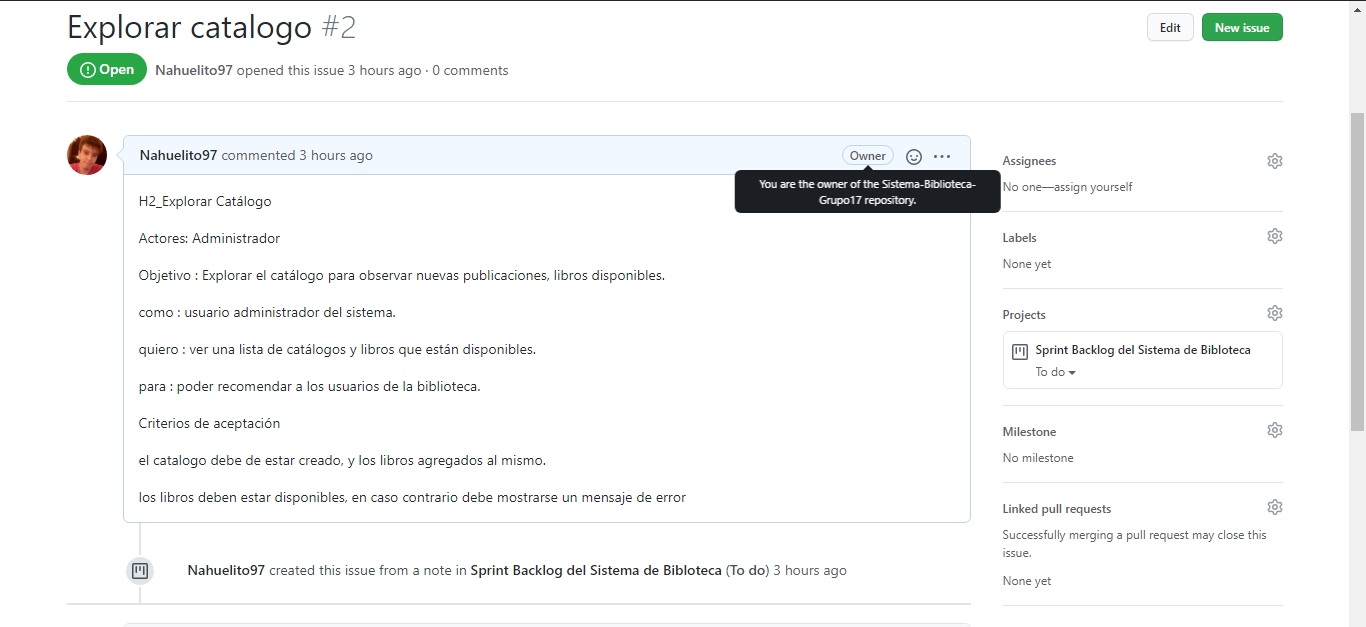 Explorar catalogo #2
Edit
New issue
Open
Nahuelito97 opened this issue 3 hours ago · 0 comments
Nahuelito97 commented 3 hours ago
Owner
You are the owner of the Sistema-Biblioteca-
Grupo17 repository.
H2_Explorar Catálogo
Actores: Administrador
Objetivo : Explorar el catálogo para observar nuevas publicaciones, libros disponibles.
como : usuario administrador del sistema.
quiero : ver una lista de catálogos y libros que están disponibles.
para : poder recomendar a los usuarios de la biblioteca.
Criterios de aceptación
el catalogo debe de estar creado, y los libros agregados al mismo.
los libros deben estar disponibles, en caso contrario debe mostrarse un mensaje de error
Nahuelito97 created this issue from a note in Sprint Backlog del Sistema de Bibloteca (To do) 3 hours ago
Assignees
No one—assign yourself
Labels
None yet
Projects
Sprint Backlog del Sistema de Bibloteca
To do
Milestone
No milestone
Linked pull requests
Successfully merging a pull request may close this
issue.
None yet